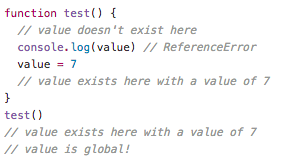 function test() {
  // value doesn't exist here
  console.log(value) // ReferenceError
  value = 7
  // value exists here with a value of 7
}
test()
// value exists here with a value of 7
// value is global!